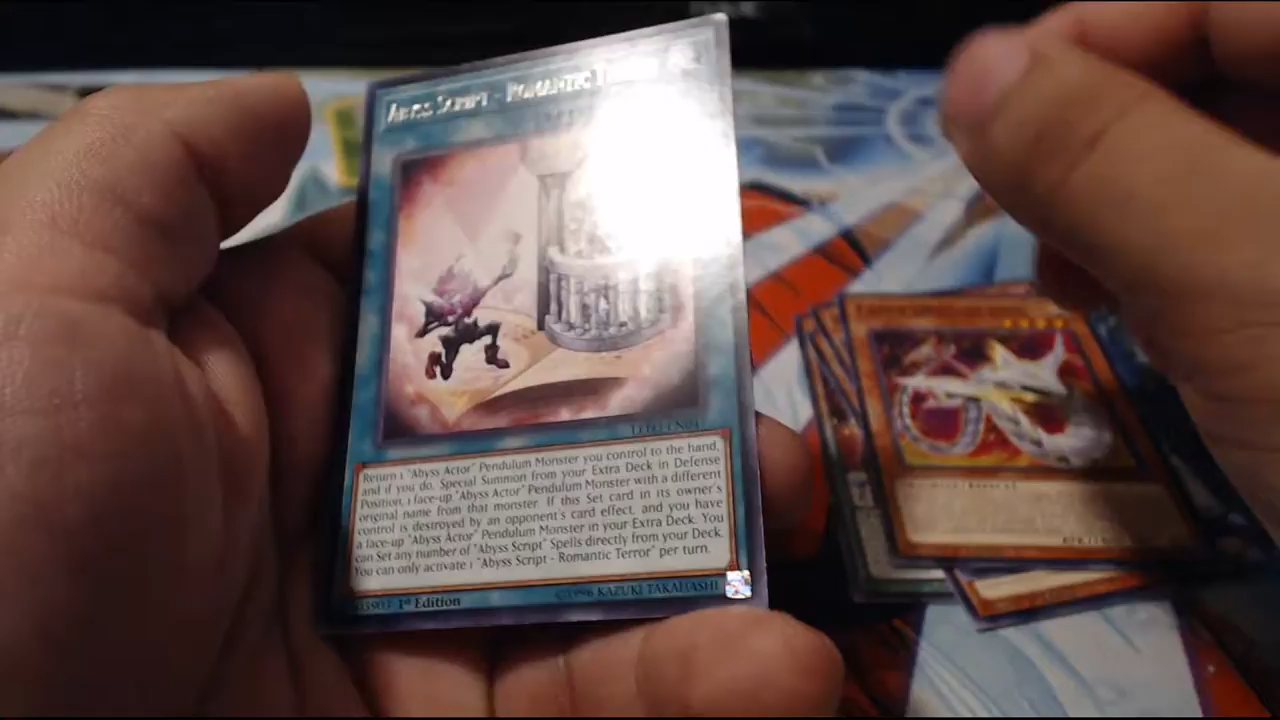 Abyss Script - Romantic
Return 1 "Abyss Actor" Pendulum Monster you control to the hand,
and if you do, Special Summon from your Extra Deck in Defense
Position, 1 face-up "Abyss Actor" Pendulum Monster with a different
original name from that monster. If this Set card in its owner's
control is destroyed by an opponent's card effect, and you have
a face-up "Abyss Actor" Pendulum Monster in your Extra Deck: You
can Set any number of "Abyss Script" Spells directly from your Deck.
You can only activate 1 "Abyss Script - Romantic Terror" per turn.
1st Edition
©1996 KAZUKI TAKAHASHI